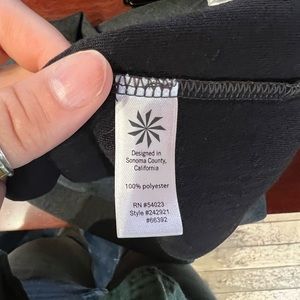 Designed in
Sonoma County,
California
100% polyester
RN #54023
Style #242921
#66392